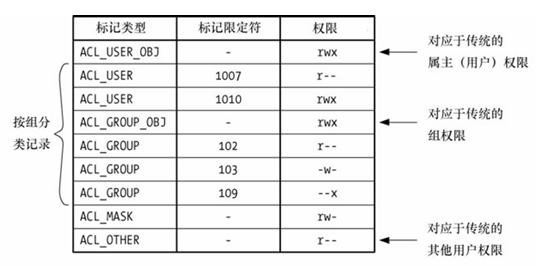 标记类型 标记限定符 权限
ACL_USER_OBJ - rwx
ACL_USER 1007 r--
ACL_USER 1010 rwx
ACL_GROUP_OBJ - rwx
ACL_GROUP 102 r--
ACL_GROUP 103 -w-
ACL_GROUP 109 --x
ACL_MASK - rw-
ACL_OTHER - r--
按组分
类记录
对应于传统的
属主（用户）权限
对应于传统的
组权限
对应于传统的
其他用户权限